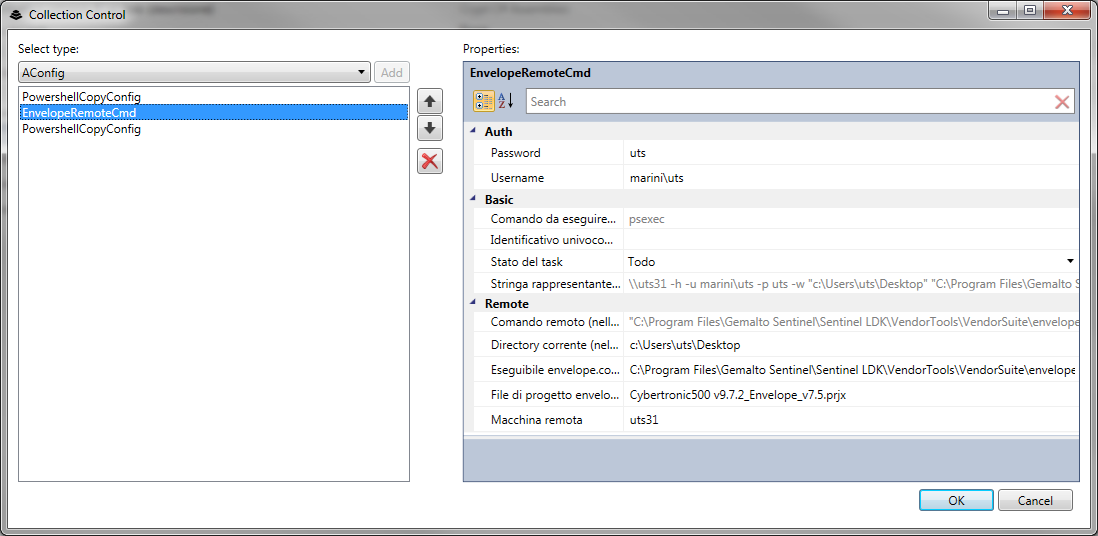 Collection Control
Select type:
AConfig
Add
PowershellCopyConfig
EnvelopeRemoteCmd
PowershellCopyConfig
Properties:
EnvelopeRemoteCmd
A
Z
Search
Auth
Password uts
Username marini\uts
Basic
Comando da eseguire... psexec
Identificativo univoco...
Stato del task Todo
Stringa rappresentante... \\uts31 -h -u marini\uts -p uts -w "c:\Users\uts\Desktop" "C:\Program Files\Gemalto S
Remote
Comando remoto (nell... "C:\Program Files\Gemalto Sentinel\Sentinel LDK\VendorTools\VendorSuite\envelope
Directory corrente (nel... c:\Users\uts\Desktop
Eseguibile envelope.co... C:\Program Files\Gemalto Sentinel\Sentinel LDK\VendorTools\VendorSuite\envelope
File di progetto envelo... Cybertronic500 v9.7.2_Envelope_v7.5.prjx
Macchina remota uts31
OK
Cancel